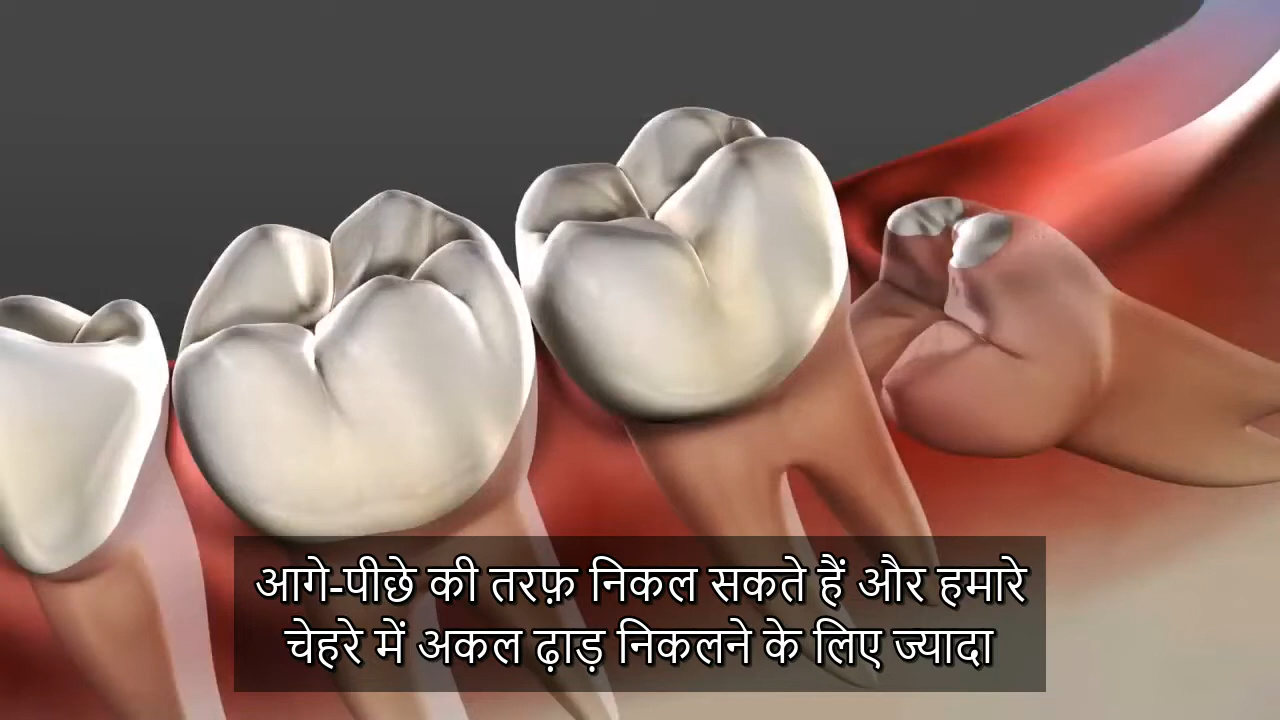 आगे-पीछे की तरफ़ निकल सकते हैं और हमारे
चेहरे में अकल ढ़ाड़ निकलने के लिए ज्यादा